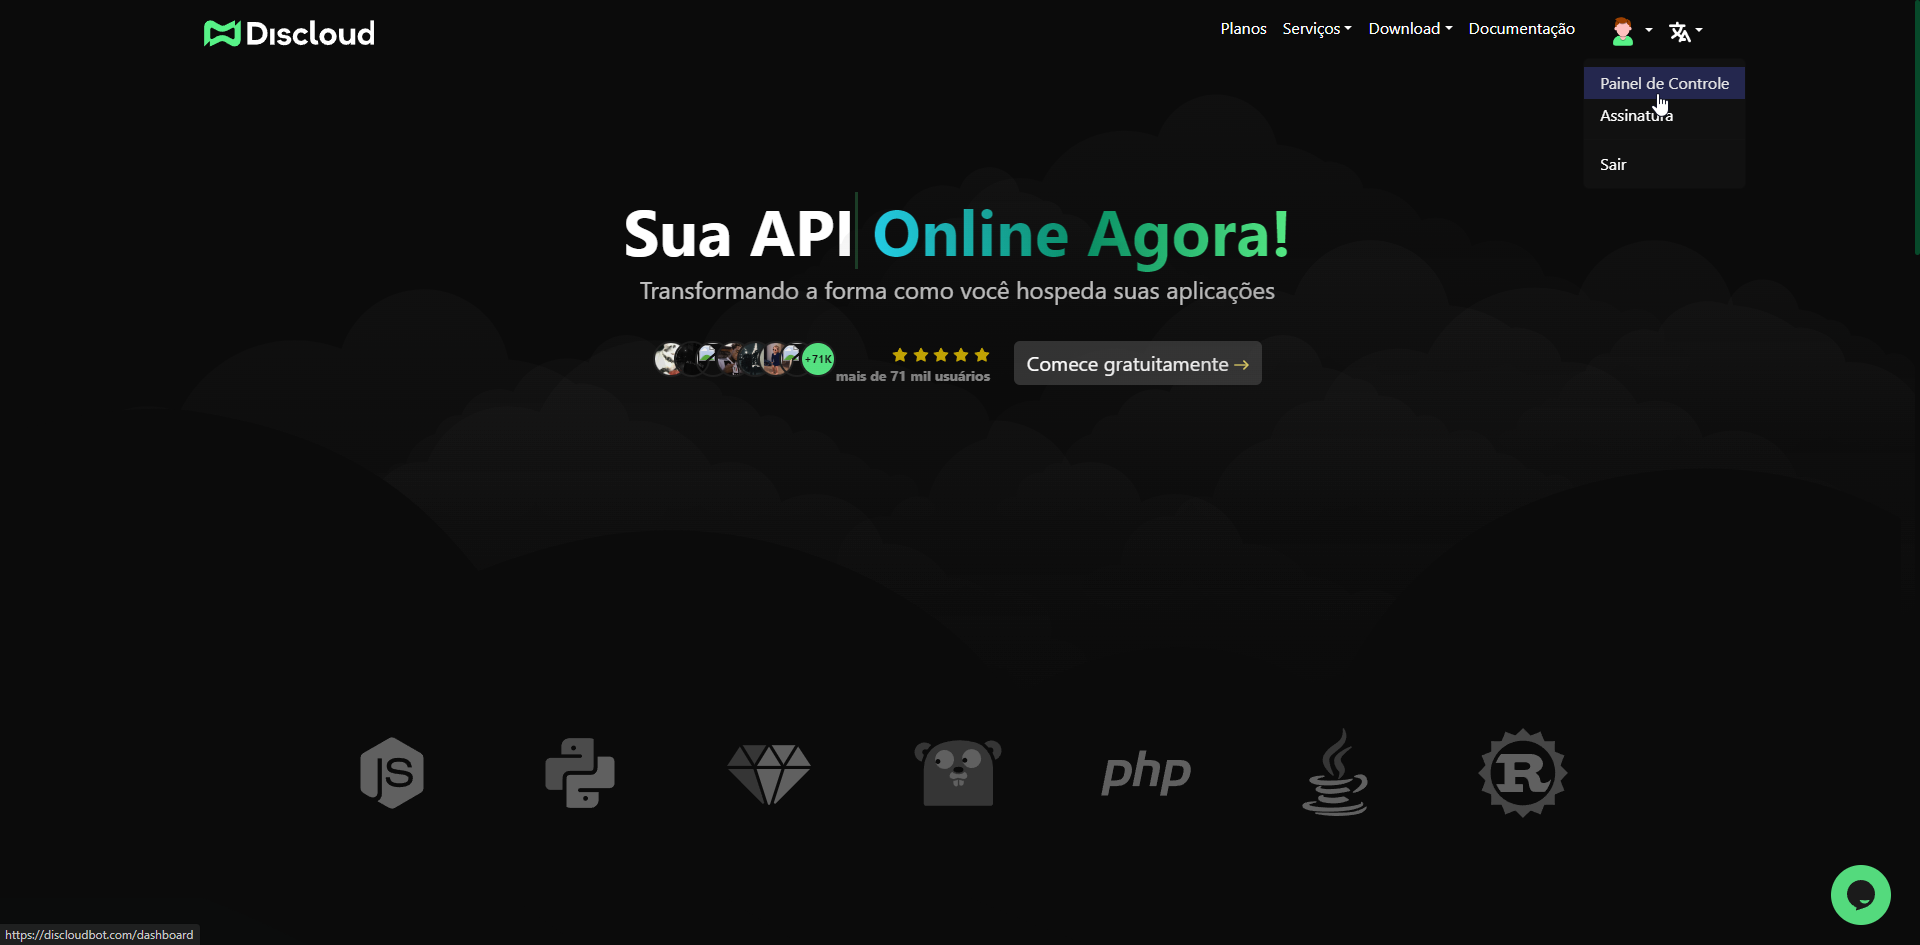 Discloud
Planos Serviços Download Documentação
Painel de Controle
Assinatura
Sair
Sua API Online Agora!
Transformando a forma como você hospeda suas aplicações
+71K
mais de 71 mil usuários
Comece gratuitamente →
JS
php
R
https://discloudbot.com/dashboard